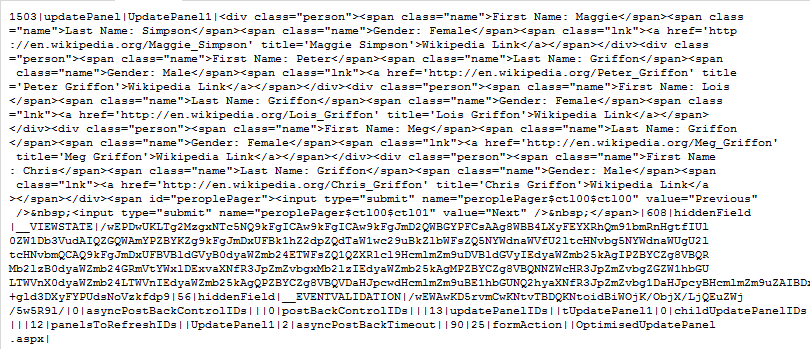 1503|updatePanel|UpdatePanel1|<div class="person"><span class="name">First Name: Maggie</span><span class
="name">Last Name: Simpson</span><span class="name">Gender: Female</span><span class="lnk"><a href='http
://en.wikipedia.org/Maggie_Simpson' title='Maggie Simpson'>Wikipedia Link</a></span></div><div class
="person"><span class="name">First Name: Peter</span><span class="name">Last Name: Griffon</span><span
 class="name">Gender: Male</span><span class="lnk"><a href='http://en.wikipedia.org/Peter_Griffon' title
='Peter Griffon'>Wikipedia Link</a></span></div><div class="person"><span class="name">First Name: Lois
</span><span class="name">Last Name: Griffon</span><span class="name">Gender: Female</span><span class
="lnk"><a href='http://en.wikipedia.org/Lois_Griffon' title='Lois Griffon'>Wikipedia Link</a></span>
</div><div class="person"><span class="name">First Name: Meg</span><span class="name">Last Name: Griffon
</span><span class="name">Gender: Female</span><span class="lnk"><a href='http://en.wikipedia.org/Meg_Griffon'
 title='Meg Griffon'>Wikipedia Link</a></span></div><div class="person"><span class="name">First Name
: Chris</span><span class="name">Last Name: Griffon</span><span class="name">Gender: Male</span><span
 class="lnk"><a href='http://en.wikipedia.org/Chris_Griffon' title='Chris Griffon'>Wikipedia Link</a
></span></div><span id="peroplePager"><input type="submit" name="peroplePager$ctl00$ctl00" value="Previous"
 />&nbsp;<input type="submit" name="peroplePager$ctl00$ctl01" value="Next" />&nbsp;</span>|608|hiddenField
|__VIEWSTATE|/wEPDwUKLTg2MzgxNTc5NQ9kFgICAw9kFgICAw9kFgJmD2QWBGYPFCsAAg8WBB4LXyFEYXRhQm91bmRnHgtfIUl
0ZW1Db3VudAIQZGQWAmYPZBYKZg9kFgJmDxUFBk1hZ2dpZQdTaW1wc29uBkZlbWFsZQ5NYWdnaWVfU2ltcHNvbg5NYWdnaWUgU2l
tcHNvbmQCAQ9kFgJmDxUFBVBldGVyB0dyaWZmb24ETWFsZQ1QZXRlcl9HcmlmZm9uDVBldGVyIEdyaWZmb25kAgIPZBYCZg8VBQR
Mb2lzB0dyaWZmb24GRmVtYWxlDExvaXNfR3JpZmZvbgxMb2lzIEdyaWZmb25kAgMPZBYCZg8VBQNNZWcHR3JpZmZvbgZGZW1hbGU
LTWVnX0dyaWZmb24LTWVnIEdyaWZmb25kAgQPZBYCZg8VBQVDaHJpcwdHcmlmZm9uBE1hbGUNQ2hyaXNfR3JpZmZvbg1DaHJpcyBHcmlmZm9uZAIBDx
+gld3DXyFYPUdsNoVzkfdp9|56|hiddenField|__EVENTVALIDATION|/wEWAwKD5rvmCwKNtvTBDQKNtoidBiWOjK/ObjX/LjQEuZWj
/5w5R9l/|0|asyncPostBackControlIDs|||0|postBackControlIDs|||13|updatePanelIDs||tUpdatePanel1|0|childUpdatePanelIDs
|||12|panelsToRefreshIDs||UpdatePanel1|2|asyncPostBackTimeout||90|25|formAction||OptimisedUpdatePanel
.aspx|